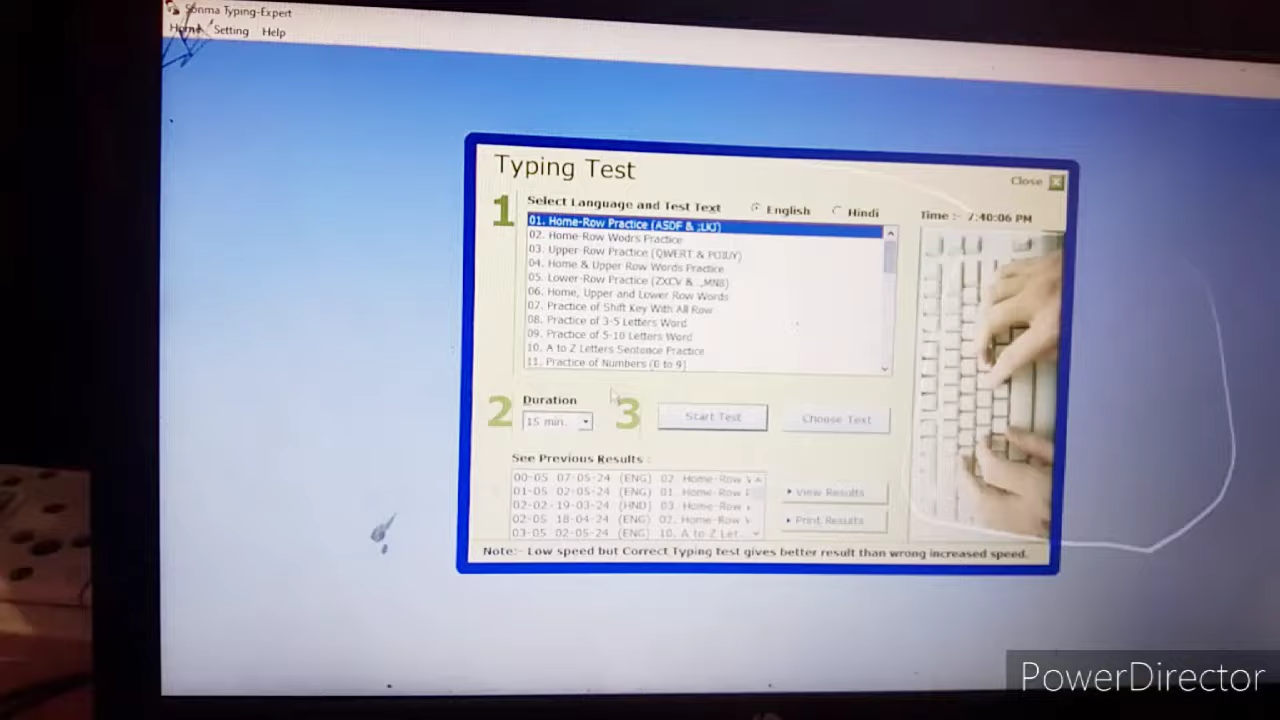 Sonma Typing-Expert
Home Setting Help
Typing Test
Close
1 Select Language and Test Text English Hindi
Time :- 7:40:06 PM
01. Home-Row Practice (ASDF & ;LKJ)
02. Home-Row Wodrs Practice
03. Upper-Row Practice (QWERT & POIUY)
04. Home & Upper Row Words Practice
05. Lower-Row Practice (ZXCV & .,MNB)
06. Home, Upper and Lower Row Words
07. Practice of Shift Key With All Row
08. Practice of 3-5 Letters Word
09. Practice of 5-10 Letters Word
10. A to Z Letters Sentence Practice
11. Practice of Numbers (0 to 9)
2 Duration
15 min.
3 Start Test Choose Text
See Previous Results :
00-05 07-05-24 (ENG) 02. Home-Row
01-05 02-05-24 (ENG) 01. Home-Row
02-02-19-03-24 (HND) 03. Home-Row
02-05 18-04-24 (ENG) 02. Home-Row
03-05 02-05-24 (ENG) 10. A to Z Let..
View Results
Print Results
Note:- Low speed but Correct Typing test gives better result than wrong increased speed.
PowerDirector